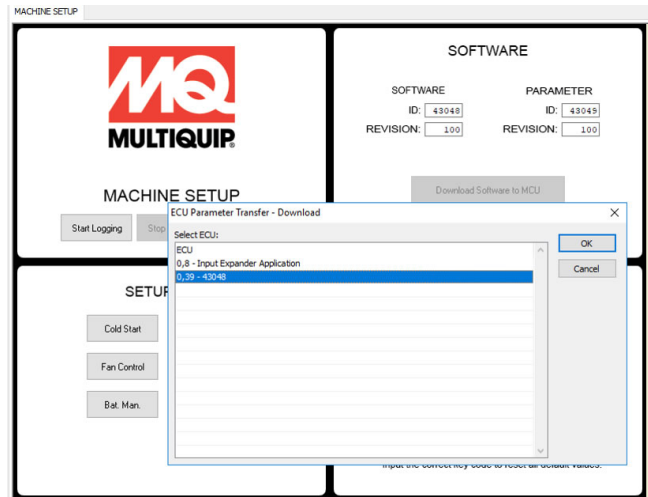 MACHINE SETUP
MQ
MULTIQUIP®
MACHINE SETUP
Start Logging
Stop
SOFTWARE
SOFTWARE PARAMETER
ID: 43048 ID: 43049
REVISION: 100 REVISION: 100
Download Software to MCU
ECU Parameter Transfer - Download
Select ECU:
ECU
0,8 - Input Expander Application
0,39 - 43048
OK
Cancel
SETUP
Cold Start
Fan Control
Bat. Man.
Input the correct key code to reset all default values.